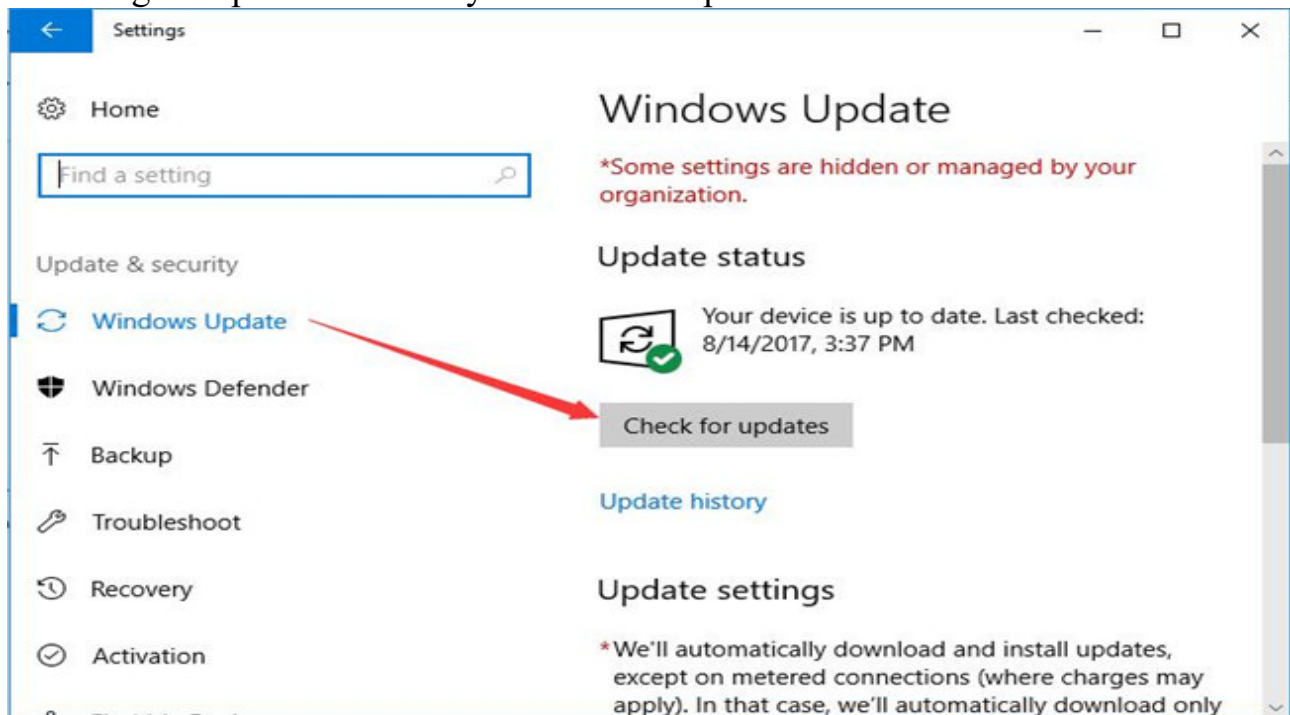 Settings
Home
Find a setting
Update & security
Windows Update
Windows Defender
Backup
Troubleshoot
Recovery
Activation
Windows Update
*Some settings are hidden or managed by your
organization.
Update status
Your device is up to date. Last checked:
8/14/2017, 3:37 PM
Check for updates
Update history
Update settings
*We'll automatically download and install updates,
except on metered connections (where charges may
apply). In that case, we'll automatically download only